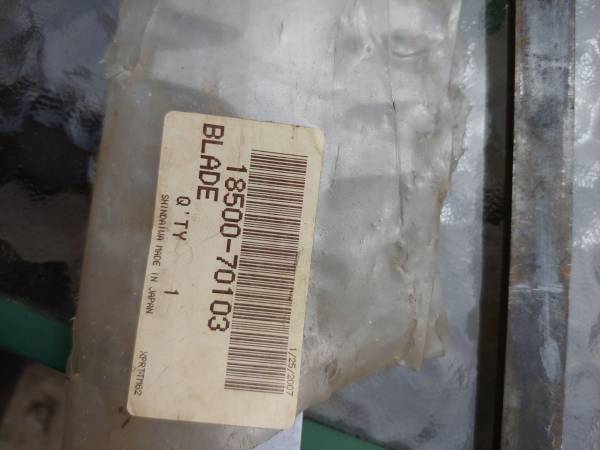 1/25/2007
18500-70103
BLADE
Q'TY 1
SHINDAIWA MADE IN JAPAN